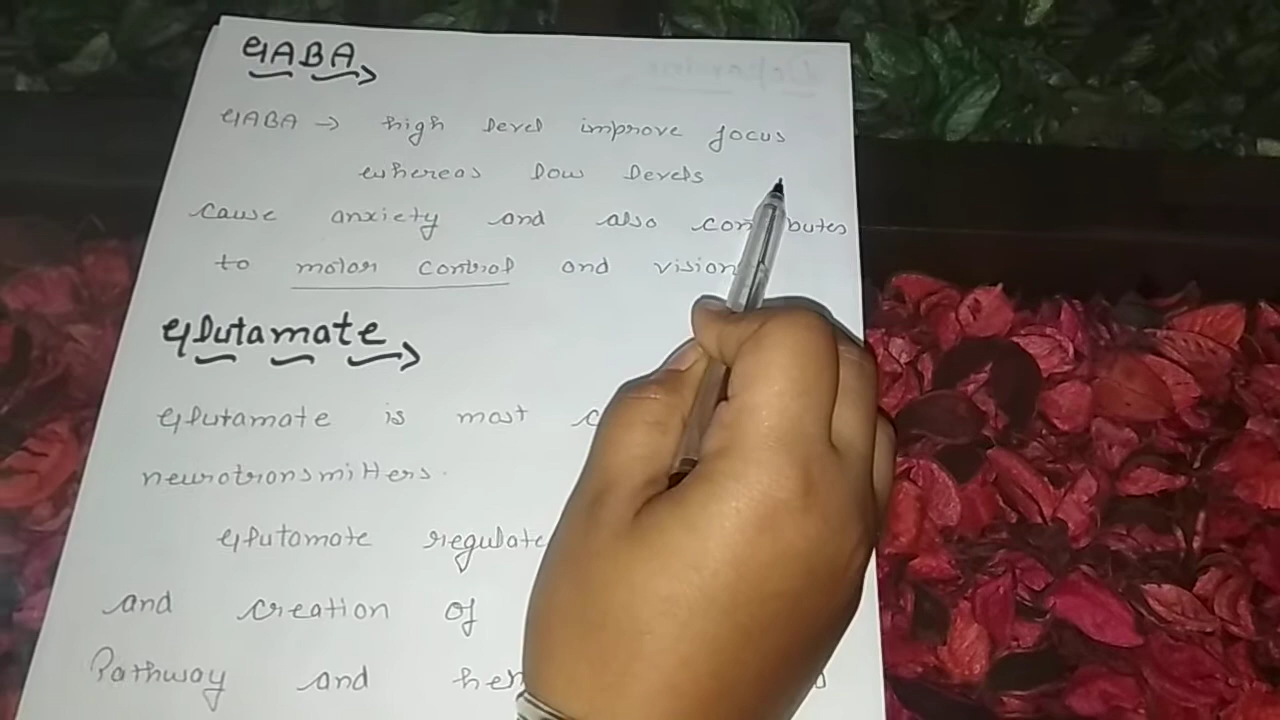 GABA
GABA → high level improve focus
whereas low levels
cause anxiety and also contributes
to motor control and vision
Glutamate
Glutamate is most
neurotransmitters.
Glutamate regulate
and creation of
Pathway and